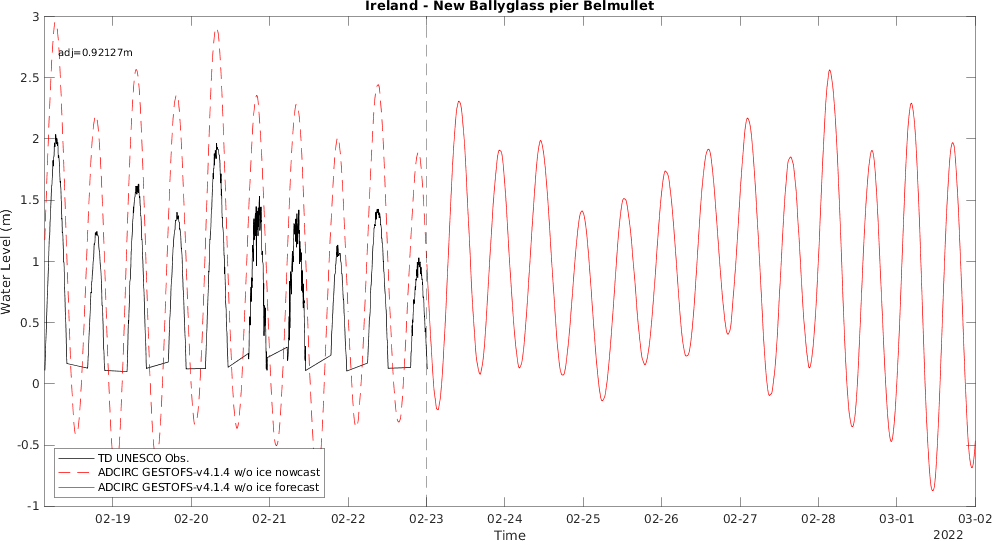 Ireland - New Ballyglass pier Belmullet
adj=0.92127m
Water Level (m)
3
2.5
2
1.5
1
0.5
0
-0.5
-1
TD UNESCO Obs.
ADCIRC GESTOFS-v4.1.4 w/o ice nowcast
ADCIRC GESTOFS-v4.1.4 w/o ice forecast
02-19 02-20 02-21 02-22 02-23 02-24 02-25 02-26 02-27 02-28 03-01 03-02
Time
2022